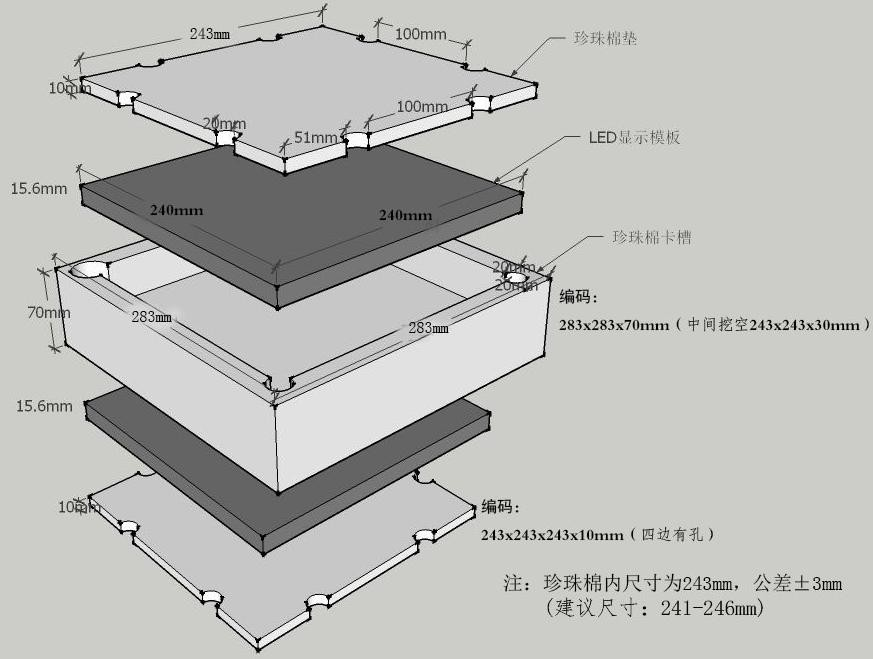 243mm
100mm
珍珠棉垫
10mm
100mm
20mm
51mm
LED显示模板
15.6mm
240mm
240mm
珍珠棉卡槽
20mm
20mm
编码：
283x283x70mm（中间挖空243x243x30mm）
70mm
283mm
283mm
15.6mm
10mm
编码：
243x243x243x10mm（四边有孔）
注：珍珠棉内尺寸为243mm，公差±3mm
(建议尺寸：241-246mm)